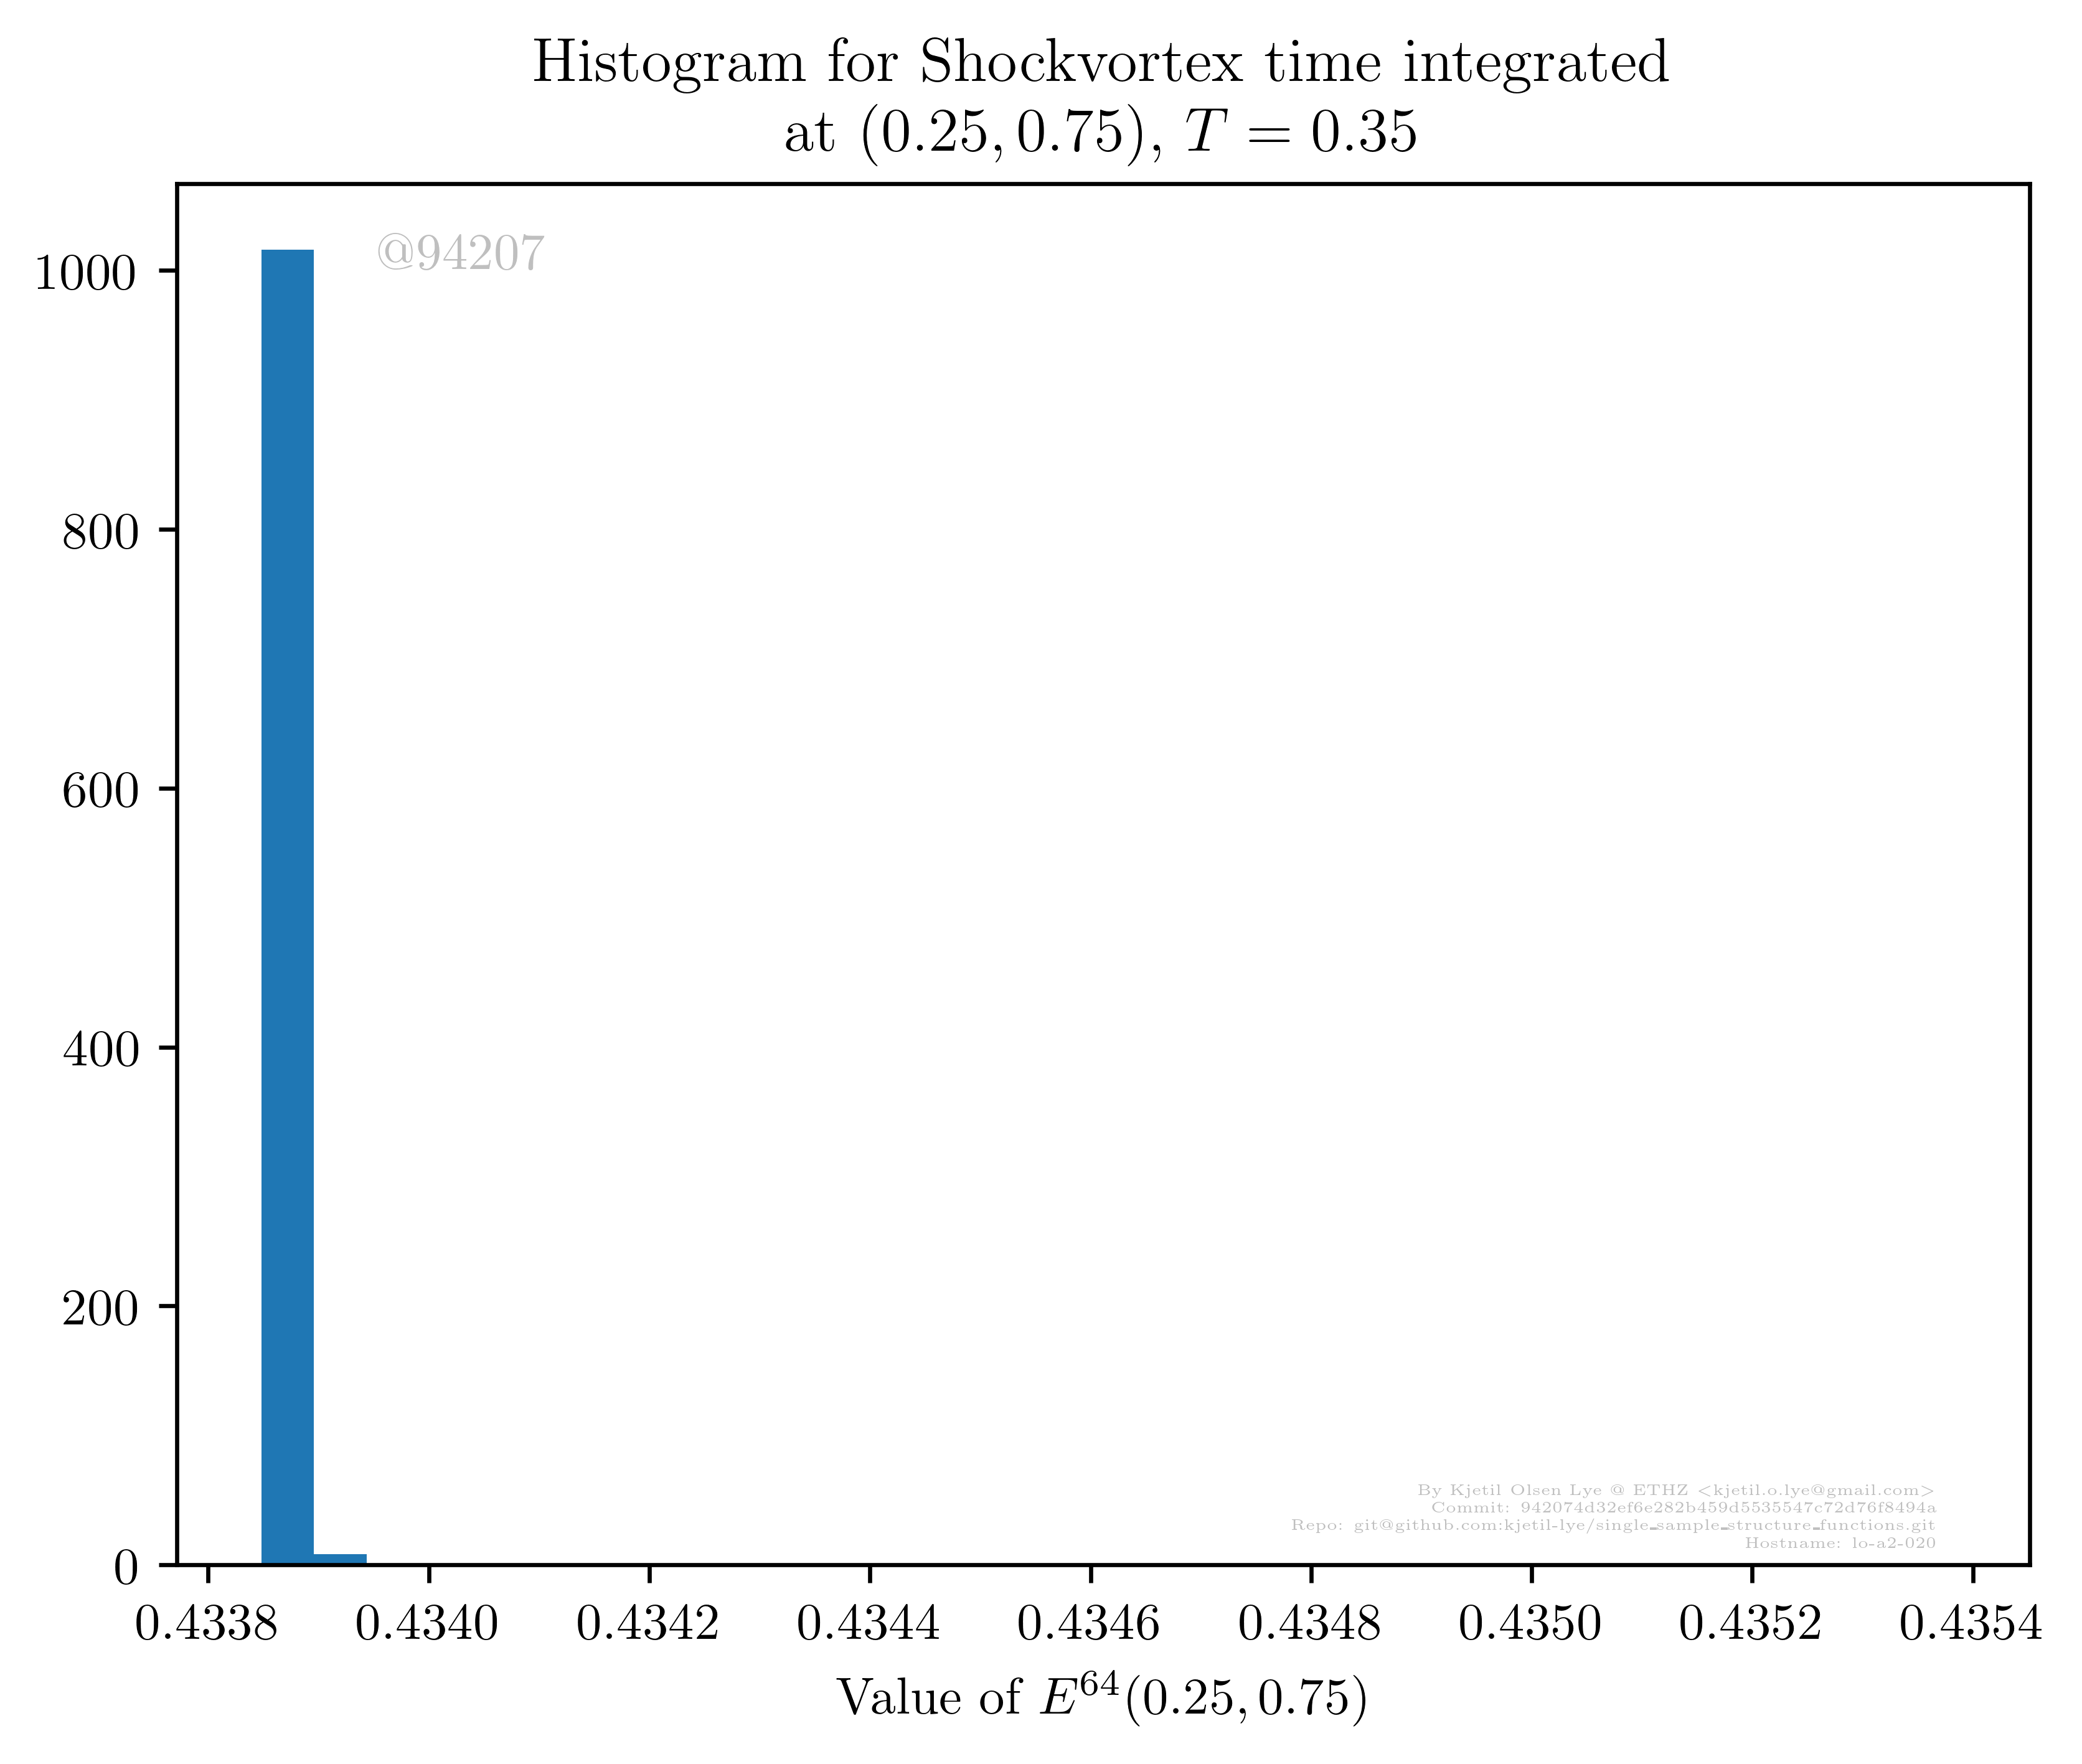 Histogram for Shockvortex time integrated
at (0.25, 0.75), T = 0.35
@94207
1000
800
600
400
200
0
By Kjetil Olsen Lye @ ETHZ <kjetil.o.lye@gmail.com>
Commit: 942074d32ef6e282b459d5535547c72d76f8494a
Repo: git@github.com:kjetil-lye/single_sample_structure_functions.git
Hostname: lo-a2-020
0.4338 0.4340 0.4342 0.4344 0.4346 0.4348 0.4350 0.4352 0.4354
Value of E^64(0.25, 0.75)